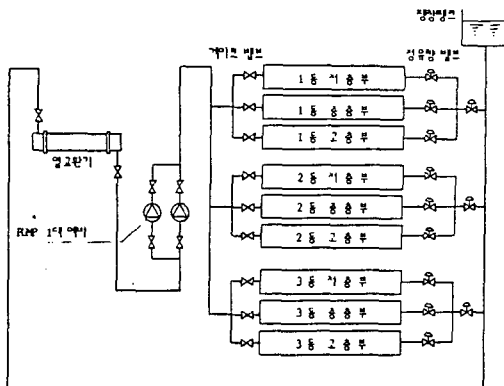 팽창탱크
게이트 밸브
정유량 밸브
1 동 저 층 부
1 동 중 층 부
1 동 고 층 부
열교환기
2 동 저 층 부
2 동 중 층 부
2 동 고 층 부
PUMP 1대 예비
3 동 저 층 부
3 동 중 층 부
3 동 고 층 부